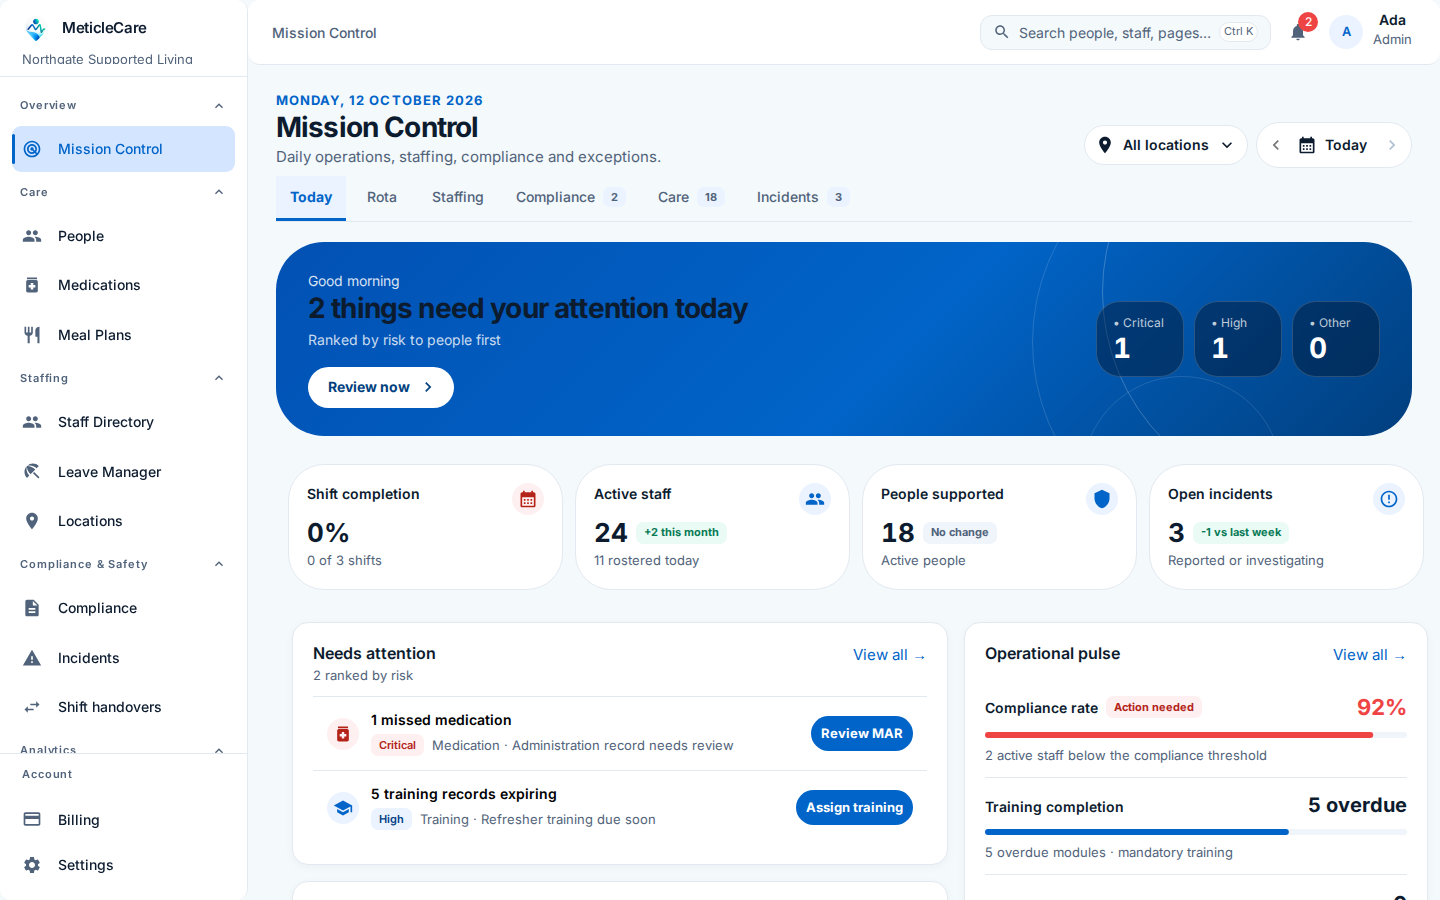 MeticleCare
Northgate Supported Living
Overview
Mission Control
Care
People
Medications
Meal Plans
Staffing
Staff Directory
Leave Manager
Locations
Compliance & Safety
Compliance
Incidents
Shift handovers
Analytics
Account
Billing
Settings
Mission Control
Search people, staff, pages... Ctrl K
2
A
Ada
Admin
MONDAY, 12 OCTOBER 2026
Mission Control
Daily operations, staffing, compliance and exceptions.
All locations
Today
Today Rota Staffing Compliance 2 Care 18 Incidents 3
Good morning
2 things need your attention today
Ranked by risk to people first
Review now
• Critical
1
• High
1
• Other
0
Shift completion
0%
0 of 3 shifts
Active staff
24 +2 this month
11 rostered today
People supported
18 No change
Active people
Open incidents
3 -1 vs last week
Reported or investigating
Needs attention
View all →
2 ranked by risk
1 missed medication
Critical Medication · Administration record needs review
Review MAR
5 training records expiring
High Training · Refresher training due soon
Assign training
Operational pulse
View all →
Compliance rate Action needed 92%
2 active staff below the compliance threshold
Training completion 5 overdue
5 overdue modules · mandatory training